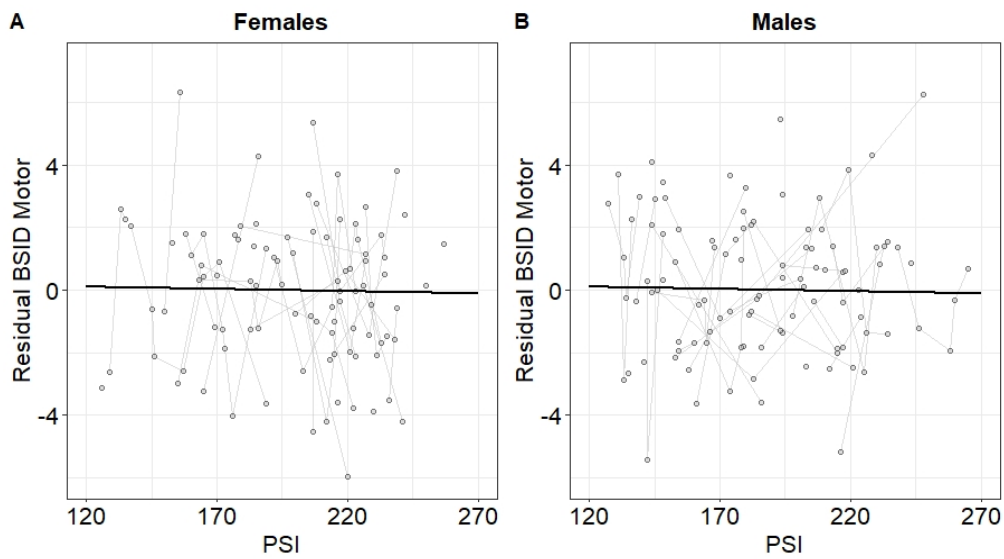 A Females
Residual BSID Motor
4
0
-4
120 170 220 270
PSI
B Males
Residual BSID Motor
4
0
-4
120 170 220 270
PSI